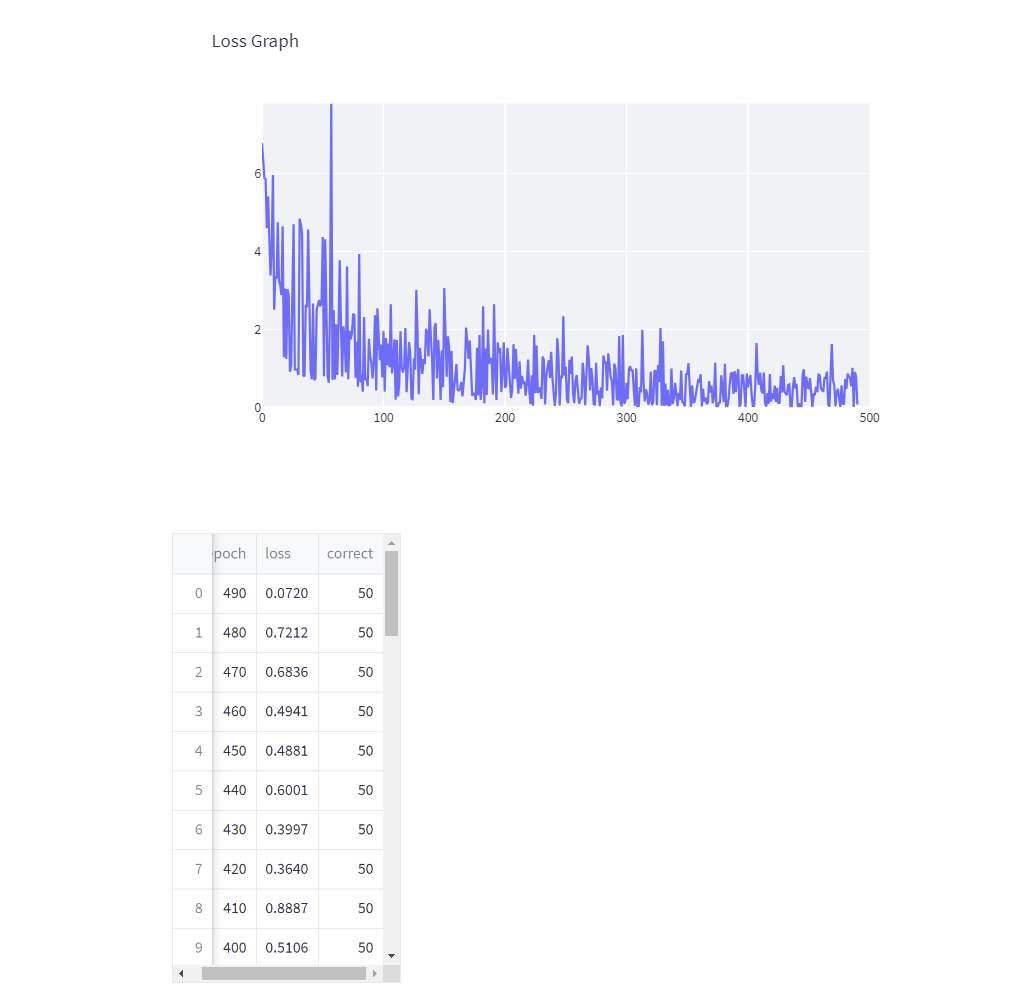 Loss Graph
6
4
2
0
0 100 200 300 400 500
poch loss correct
0 490 0.0720 50
1 480 0.7212 50
2 470 0.6836 50
3 460 0.4941 50
4 450 0.4881 50
5 440 0.6001 50
6 430 0.3997 50
7 420 0.3640 50
8 410 0.8887 50
9 400 0.5106 50